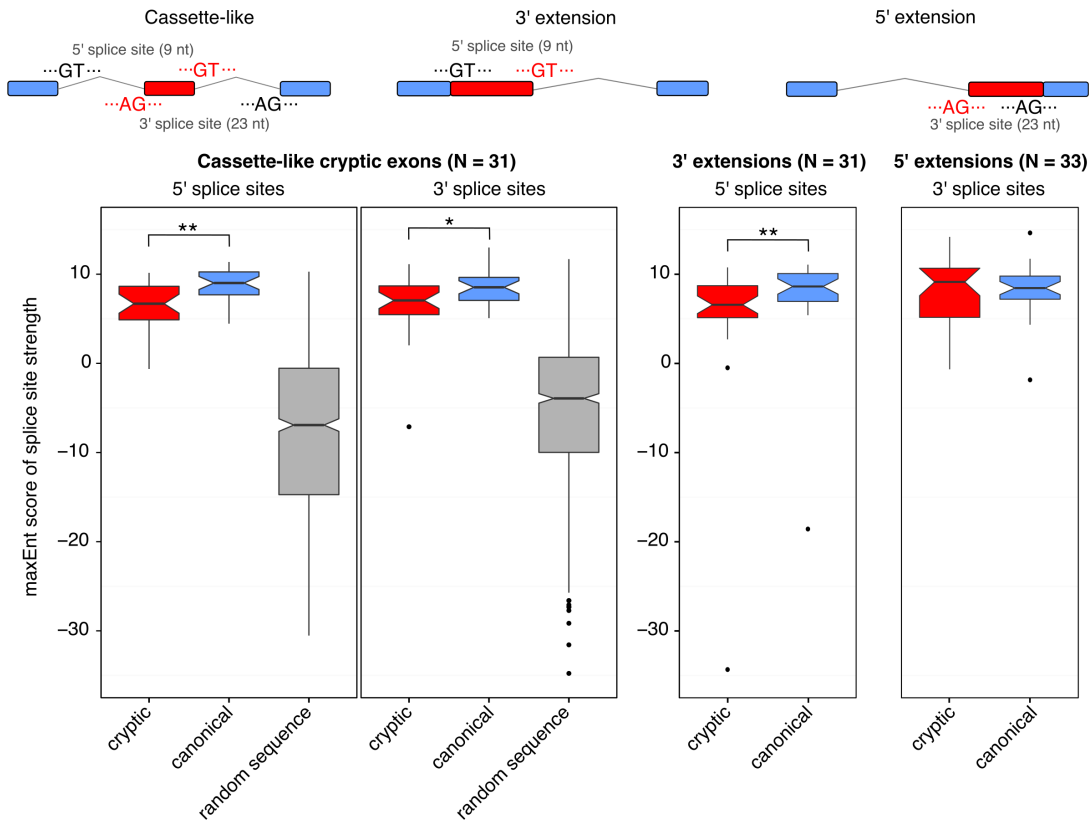 Cassette-like
3' extension
5' extension
5' splice site (9 nt)
···GT···
···GT···
···AG···
···AG···
3' splice site (23 nt)
5' splice site (9 nt)
···GT···
···GT···
···AG···
···AG···
3' splice site (23 nt)
Cassette-like cryptic exons (N = 31)
3' extensions (N = 31)
5' extensions (N = 33)
5' splice sites
3' splice sites
5' splice sites
3' splice sites
maxEnt score of splice site strength
10
0
−10
−20
−30
**
*
10
0
−10
−20
−30
**
cryptic
canonical
random sequence
cryptic
canonical
random sequence
cryptic
canonical
cryptic
canonical